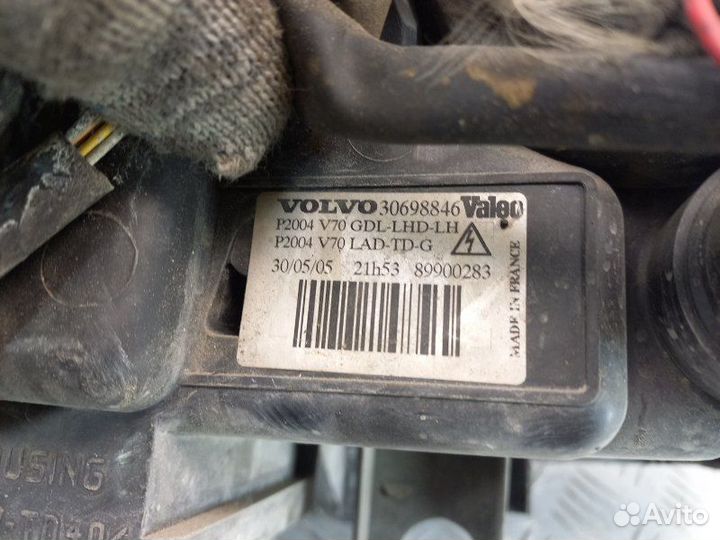 VOLVO 30698846 Valeo
P2004 V70 GDL-LHD-LH
P2004 V70 LAD-TD-G
30/05/05 21h53 89900283
MADE IN FRANCE
USING
Avito